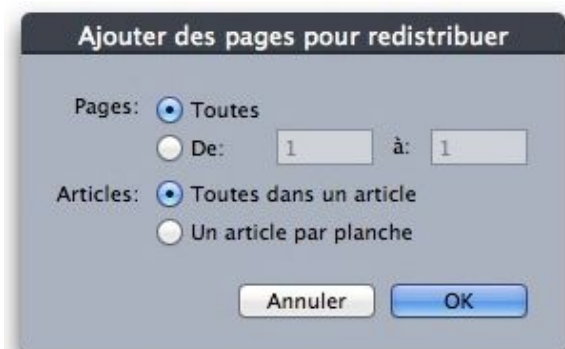 Ajouter des pages pour redistribuer
Pages: Toutes
De: 1 à: 1
Articles: Toutes dans un article
Un article par planche
Annuler OK